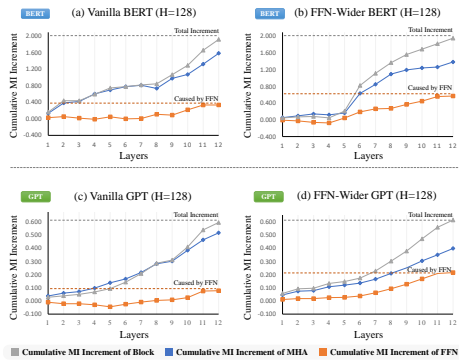 BERT
(a) Vanilla BERT (H=128)
Cumulative MI Increment
2.000
1.600
1.200
0.800
0.400
0.000
-0.400
Total Increment
Caused by FFN
1 2 3 4 5 6 7 8 9 10 11 12
Layers
BERT
(b) FFN-Wider BERT (H=128)
Cumulative MI Increment
2.000
1.600
1.200
0.800
0.400
0.000
-0.400
Total Increment
Caused by FFN
1 2 3 4 5 6 7 8 9 10 11 12
Layers
GPT
(c) Vanilla GPT (H=128)
Cumulative MI Increment
0.600
0.500
0.400
0.300
0.200
0.100
0.000
-0.100
Total Increment
Caused by FFN
1 2 3 4 5 6 7 8 9 10 11 12
Layers
GPT
(d) FFN-Wider GPT (H=128)
Cumulative MI Increment
0.600
0.500
0.400
0.300
0.200
0.100
0.000
-0.100
Total Increment
Caused by FFN
1 2 3 4 5 6 7 8 9 10 11 12
Layers
Cumulative MI Increment of Block Cumulative MI Increment of MHA Cumulative MI Increment of FFN